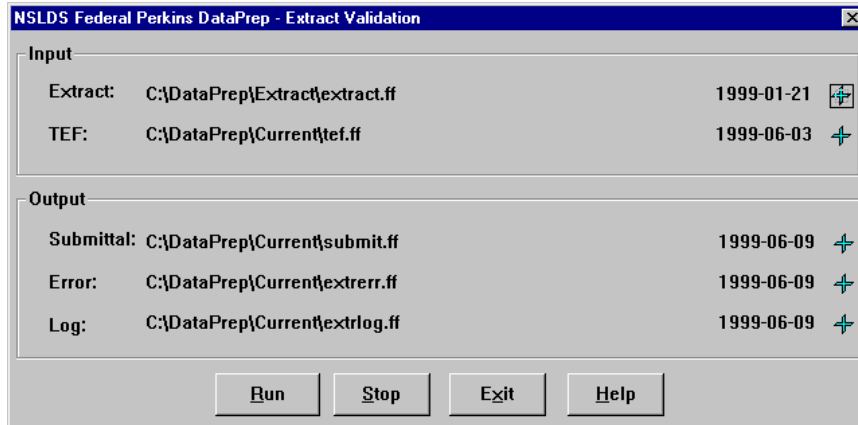 NSLDS Federal Perkins DataPrep - Extract Validation
Input
Extract: C:\DataPrep\Extract\extract.ff 1999-01-21
TEF: C:\DataPrep\Current\tef.ff 1999-06-03
Output
Submittal: C:\DataPrep\Current\submit.ff 1999-06-09
Error: C:\DataPrep\Current\extrerr.ff 1999-06-09
Log: C:\DataPrep\Current\extrlog.ff 1999-06-09
Run Stop Exit Help